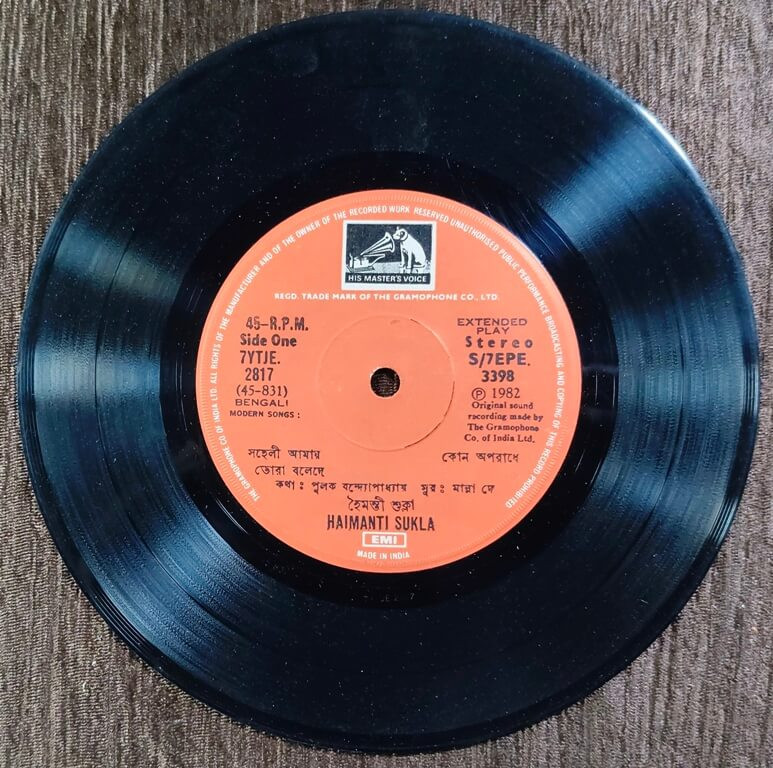 THE GRAMOPHONE CO. OF INDIA LTD. ALL RIGHTS OF THE MANUFACTURER AND OF THE OWNER OF THE RECORDED WORK RESERVED UNAUTHORISED PUBLIC PERFORMANCE BROADCASTING AND COPYING OF THIS RECORD PROHIBITED
HIS MASTER'S VOICE
REGD. TRADE MARK OF THE GRAMOPHONE CO., LTD.
45-R.P.M.
Side One
7YTJE.
2817
(45-831)
BENGALI
MODERN SONGS :
EXTENDED
PLAY
Stereo
S/7EPE.
3398
Ⓟ 1982
Original sound
recording made by
The Gramophone
Co. of India Ltd.
সহেলী আমার কোন অপরাধে
তোরা বলেদে
কথা : পুলক বন্দ্যোপাধ্যায় সুর : মান্না দে
হৈমন্তী শুক্লা
HAIMANTI SUKLA
EMI
MADE IN INDIA